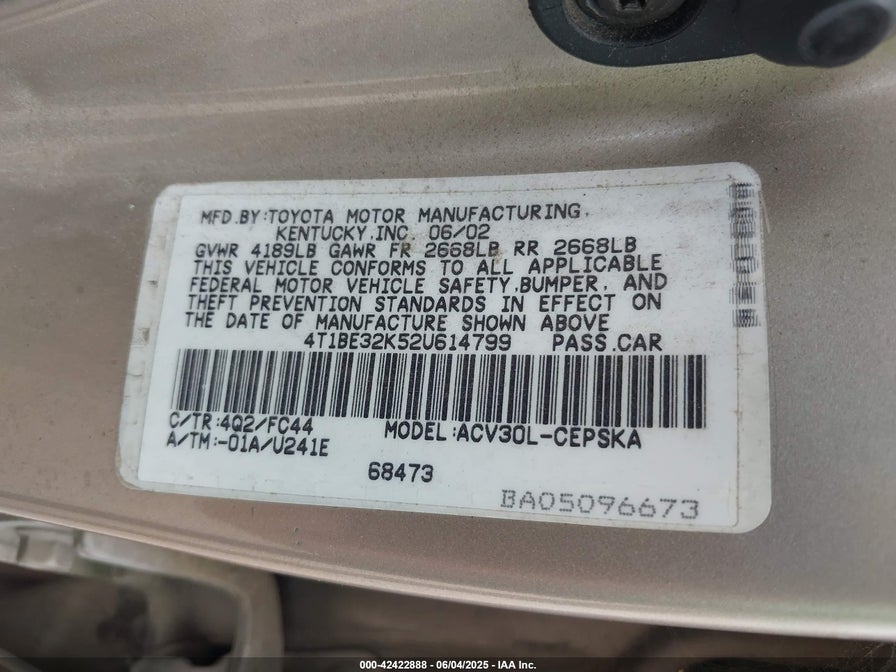 MFD.BY:TOYOTA MOTOR MANUFACTURING,
KENTUCKY,INC. 06/02
GVWR 4189LB GAWR FR 2668LB RR 2668LB
THIS VEHICLE CONFORMS TO ALL APPLICABLE
FEDERAL MOTOR VEHICLE SAFETY,BUMPER, AND
THEFT PREVENTION STANDARDS IN EFFECT ON
THE DATE OF MANUFACTURE SHOWN ABOVE
4T1BE32K52U614799 PASS.CAR
C/TR:4Q2/FC44 MODEL:ACV30L-CEPSKA
A/TM:-01A/U241E
68473
BA05096673
000-42422888 - 06/04/2025 - IAA Inc.